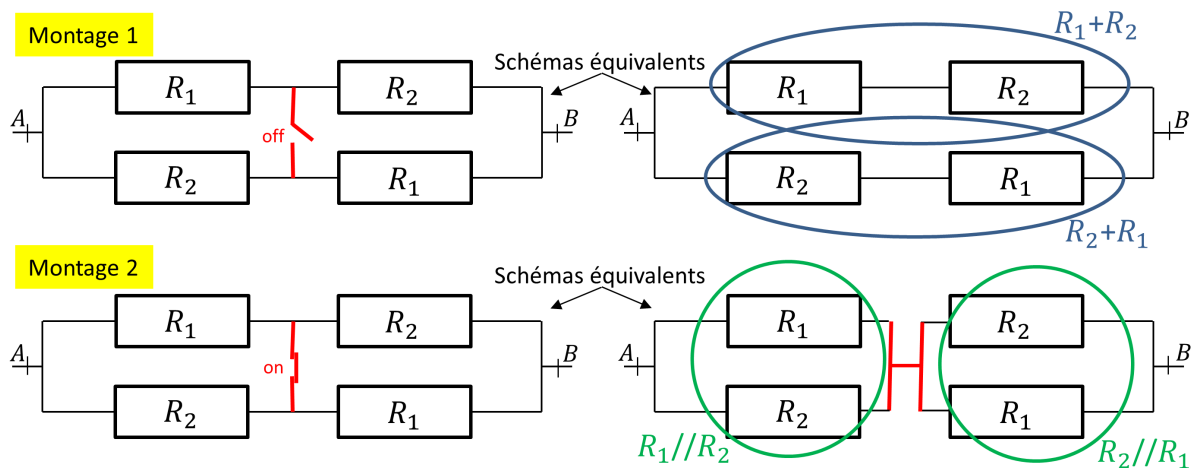 Montage 1
R₁+R₂
Schémas équivalents
R₁ R₂ R₁ R₂
A B A B
off
R₂ R₁ R₂ R₁
R₂+R₁
Montage 2
Schémas équivalents
R₁ R₂ R₁ R₂
A B A B
on
R₂ R₁ R₂ R₁
R₁//R₂ R₂//R₁